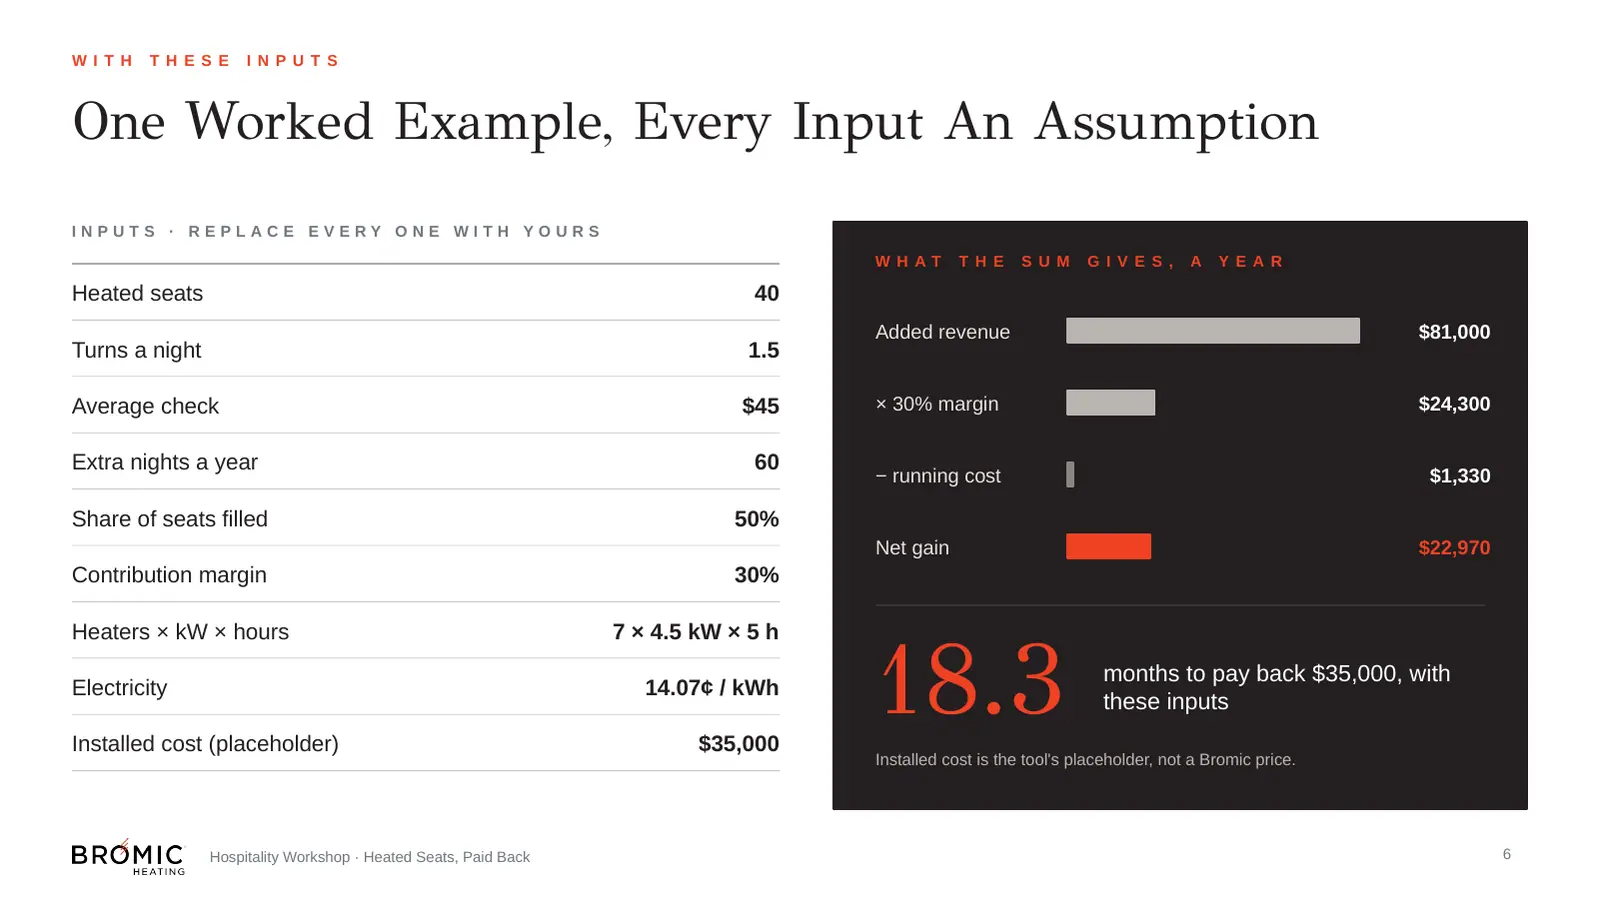 WITH THESE INPUTS
One Worked Example, Every Input An Assumption
INPUTS · REPLACE EVERY ONE WITH YOURS
Heated seats 40
Turns a night 1.5
Average check $45
Extra nights a year 60
Share of seats filled 50%
Contribution margin 30%
Heaters × kW × hours 7 × 4.5 kW × 5 h
Electricity 14.07¢ / kWh
Installed cost (placeholder) $35,000
WHAT THE SUM GIVES, A YEAR
Added revenue $81,000
× 30% margin $24,300
− running cost $1,330
Net gain $22,970
18.3
months to pay back $35,000, with
these inputs
Installed cost is the tool's placeholder, not a Bromic price.
BROMIC
HEATING
Hospitality Workshop · Heated Seats, Paid Back
6